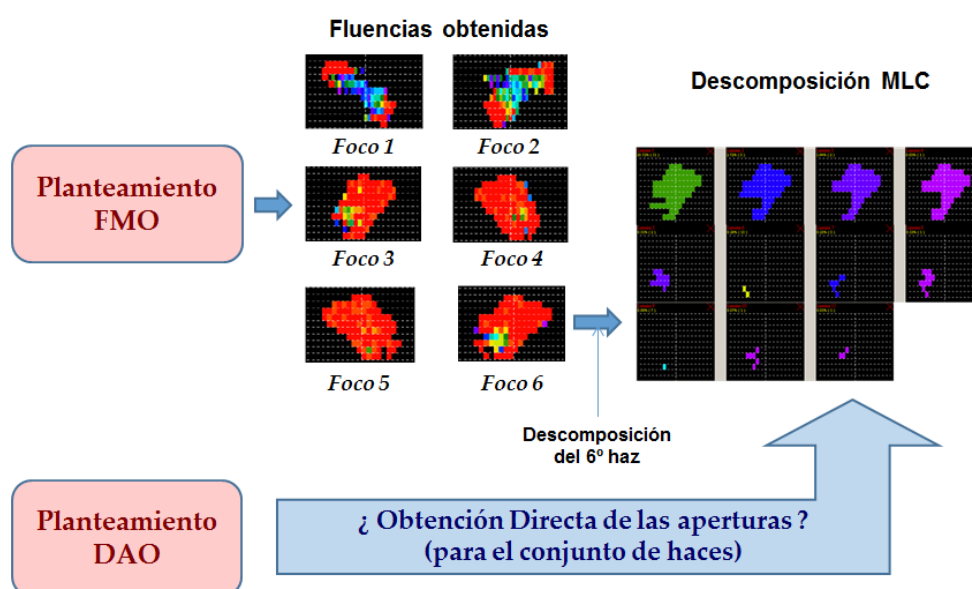 Fluencias obtenidas
Descomposición MLC
Planteamiento
FMO
Foco 1
Foco 2
Foco 3
Foco 4
Foco 5
Foco 6
Descomposición
del 6º haz
Planteamiento
DAO
¿ Obtención Directa de las aperturas ?
(para el conjunto de haces)